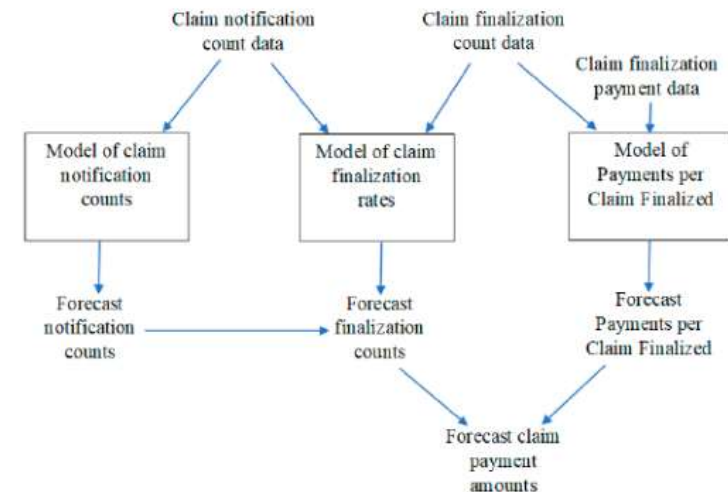 Claim notification
count data
Claim finalization
count data
Claim finalization
payment data
Model of claim
notification
counts
Model of claim
finalization
rates
Model of
Payments per
Claim Finalized
Forecast
notification
counts
Forecast
finalization
counts
Forecast
Payments per
Claim Finalized
Forecast claim
payment
amounts